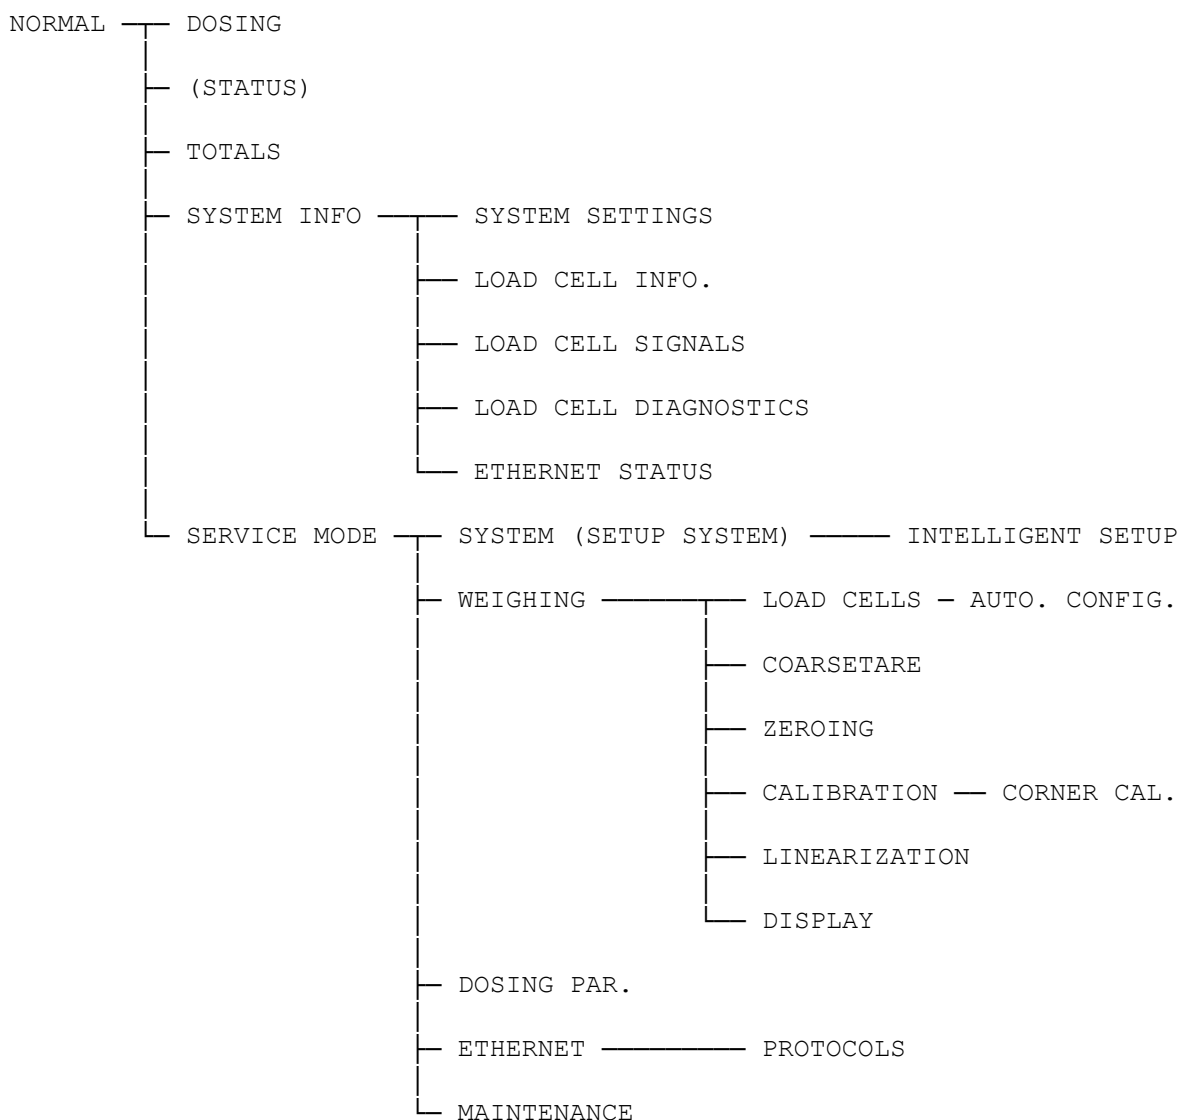 NORMAL DOSING
(STATUS)
TOTALS
SYSTEM INFO SYSTEM SETTINGS
LOAD CELL INFO.
LOAD CELL SIGNALS
LOAD CELL DIAGNOSTICS
ETHERNET STATUS
SERVICE MODE SYSTEM (SETUP SYSTEM) INTELLIGENT SETUP
WEIGHING LOAD CELLS AUTO. CONFIG.
COARSETARE
ZEROING
CALIBRATION CORNER CAL.
LINEARIZATION
DISPLAY
DOSING PAR.
ETHERNET PROTOCOLS
MAINTENANCE